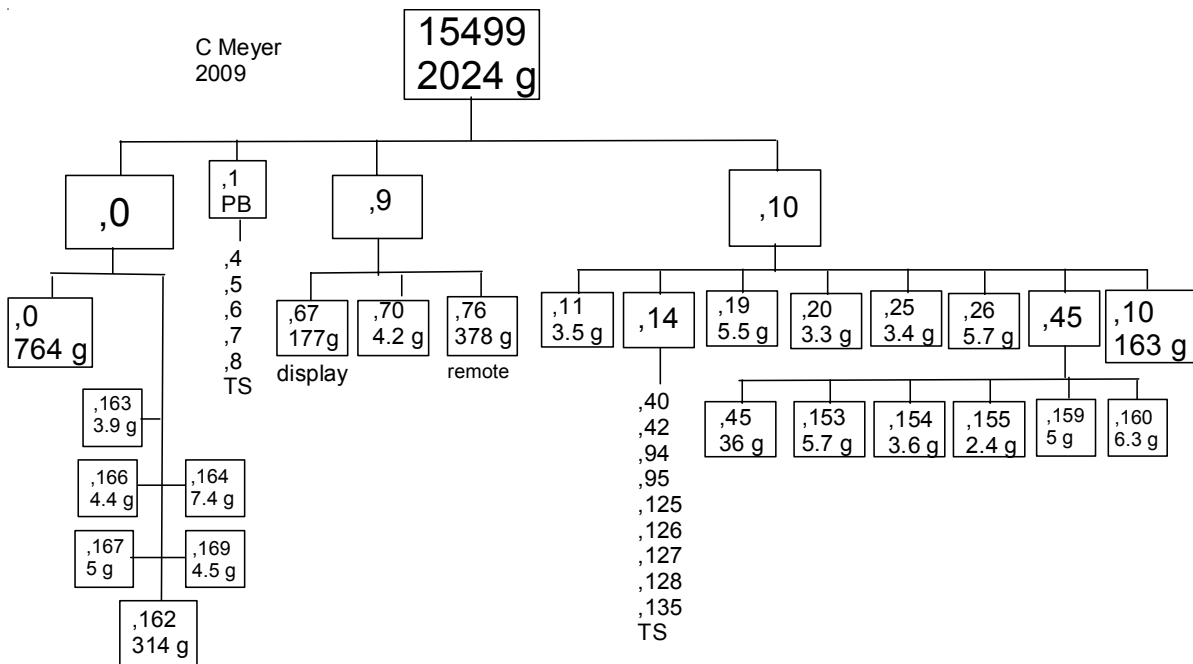 C Meyer
2009
15499
2024 g
,0
,1
PB
,9
,10
,4
,5
,6
,7
,8
TS
,0
764 g
,67
177g
display
,70
4.2 g
,76
378 g
remote
,11
3.5 g
,14
,19
5.5 g
,20
3.3 g
,25
3.4 g
,26
5.7 g
,45
,10
163 g
,163
3.9 g
,166
4.4 g
,164
7.4 g
,167
5 g
,169
4.5 g
,162
314 g
,40
,42
,94
,95
,125
,126
,127
,128
,135
TS
,45
36 g
,153
5.7 g
,154
3.6 g
,155
2.4 g
,159
5 g
,160
6.3 g